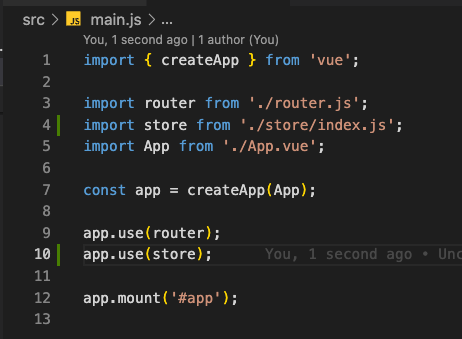 src > JS main.js > ...
You, 1 second ago | 1 author (You)
1 import { createApp } from 'vue';
2
3 import router from './router.js';
4 import store from './store/index.js';
5 import App from './App.vue';
6
7 const app = createApp(App);
8
9 app.use(router);
10 app.use(store); You, 1 second ago • Unc
11
12 app.mount('#app');
13